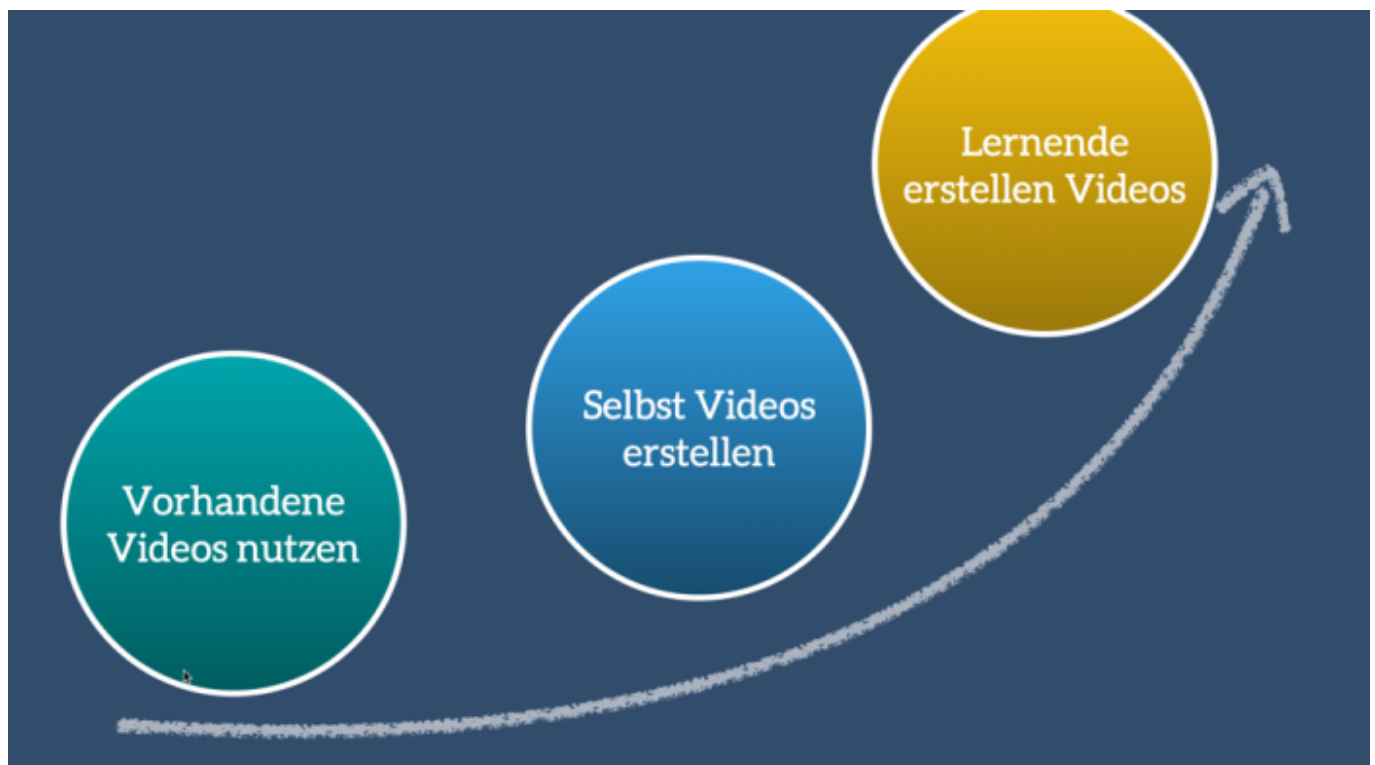 Vorhandene
Videos nutzen
Selbst Videos
erstellen
Lernende
erstellen Videos